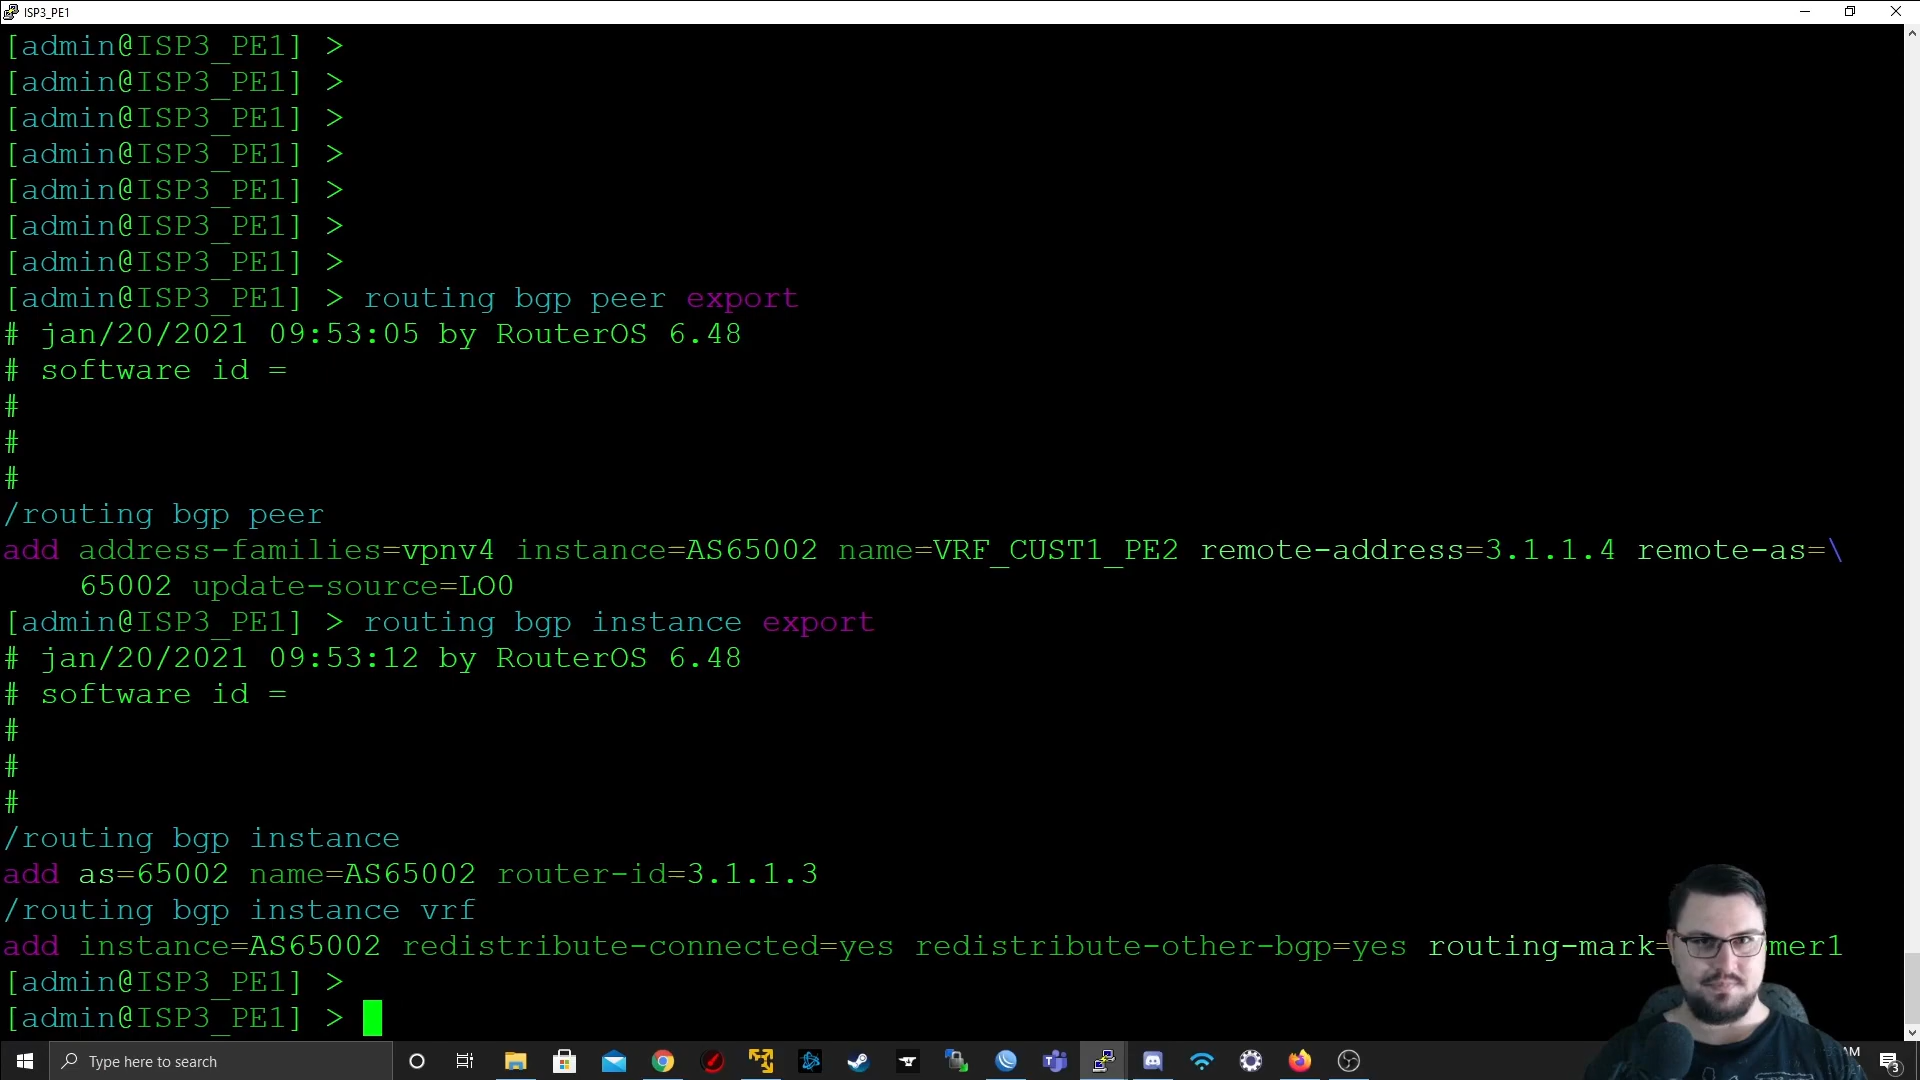 ISP3_PE1
[admin@ISP3_PE1] >
[admin@ISP3_PE1] >
[admin@ISP3_PE1] >
[admin@ISP3_PE1] >
[admin@ISP3_PE1] >
[admin@ISP3_PE1] >
[admin@ISP3_PE1] >
[admin@ISP3_PE1] > routing bgp peer export
# jan/20/2021 09:53:05 by RouterOS 6.48
# software id =
#
#
#
/routing bgp peer
add address-families=vpnv4 instance=AS65002 name=VRF_CUST1_PE2 remote-address=3.1.1.4 remote-as=\
65002 update-source=LO0
[admin@ISP3_PE1] > routing bgp instance export
# jan/20/2021 09:53:12 by RouterOS 6.48
# software id =
#
#
#
/routing bgp instance
add as=65002 name=AS65002 router-id=3.1.1.3
/routing bgp instance vrf
add instance=AS65002 redistribute-connected=yes redistribute-other-bgp=yes routing-mark= mer1
[admin@ISP3_PE1] >
[admin@ISP3_PE1] >
Type here to search
AM
3